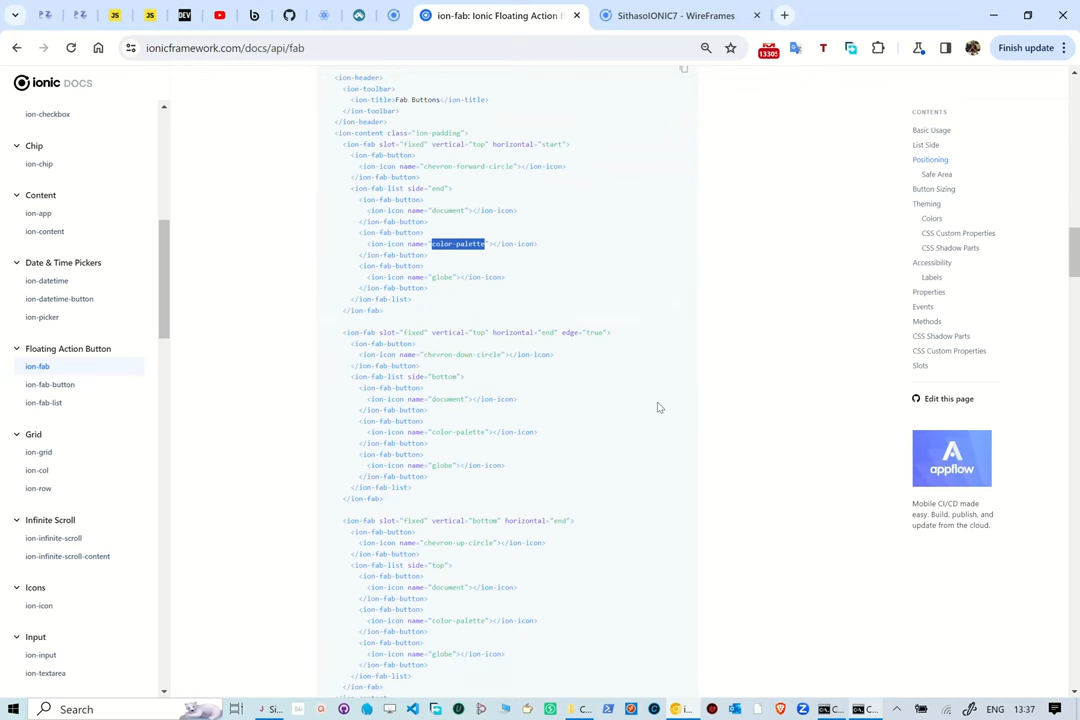 ion-fab: Ionic Floating Action B
SithasoIONIC7 - WireFrames
ionicframework.com/docs/api/fab
13305
Finish update
ionic DOCS
ion-checkbox
Chip
ion-chip
Content
ion-app
ion-content
Date & Time Pickers
ion-datetime
ion-datetime-button
ion-picker
Floating Action Button
ion-fab
ion-fab-button
ion-fab-list
Grid
ion-grid
ion-col
ion-row
Infinite Scroll
ion-infinite-scroll
ion-infinite-scroll-content
Icons
ion-icon
Input
ion-input
ion-textarea
<ion-header>
<ion-toolbar>
<ion-title>Fab Buttons</ion-title>
</ion-toolbar>
</ion-header>
<ion-content class="ion-padding">
<ion-fab slot="fixed" vertical="top" horizontal="start">
<ion-fab-button>
<ion-icon name="chevron-forward-circle"></ion-icon>
</ion-fab-button>
<ion-fab-list side="end">
<ion-fab-button>
<ion-icon name="document"></ion-icon>
</ion-fab-button>
<ion-fab-button>
<ion-icon name="color-palette"></ion-icon>
</ion-fab-button>
<ion-fab-button>
<ion-icon name="globe"></ion-icon>
</ion-fab-button>
</ion-fab-list>
</ion-fab>
<ion-fab slot="fixed" vertical="top" horizontal="end" edge="true">
<ion-fab-button>
<ion-icon name="chevron-down-circle"></ion-icon>
</ion-fab-button>
<ion-fab-list side="bottom">
<ion-fab-button>
<ion-icon name="document"></ion-icon>
</ion-fab-button>
<ion-fab-button>
<ion-icon name="color-palette"></ion-icon>
</ion-fab-button>
<ion-fab-button>
<ion-icon name="globe"></ion-icon>
</ion-fab-button>
</ion-fab-list>
</ion-fab>
<ion-fab slot="fixed" vertical="bottom" horizontal="end">
<ion-fab-button>
<ion-icon name="chevron-up-circle"></ion-icon>
</ion-fab-button>
<ion-fab-list side="top">
<ion-fab-button>
<ion-icon name="document"></ion-icon>
</ion-fab-button>
<ion-fab-button>
<ion-icon name="color-palette"></ion-icon>
</ion-fab-button>
<ion-fab-button>
<ion-icon name="globe"></ion-icon>
</ion-fab-button>
</ion-fab-list>
</ion-fab>
CONTENTS
Basic Usage
List Side
Positioning
Safe Area
Button Sizing
Theming
Colors
CSS Custom Properties
CSS Shadow Parts
Accessibility
Labels
Properties
Events
Methods
CSS Shadow Parts
CSS Custom Properties
Slots
Edit this page
appflow
Mobile CI/CD made
easy. Build, publish, and
update from the cloud.
Search
13:37